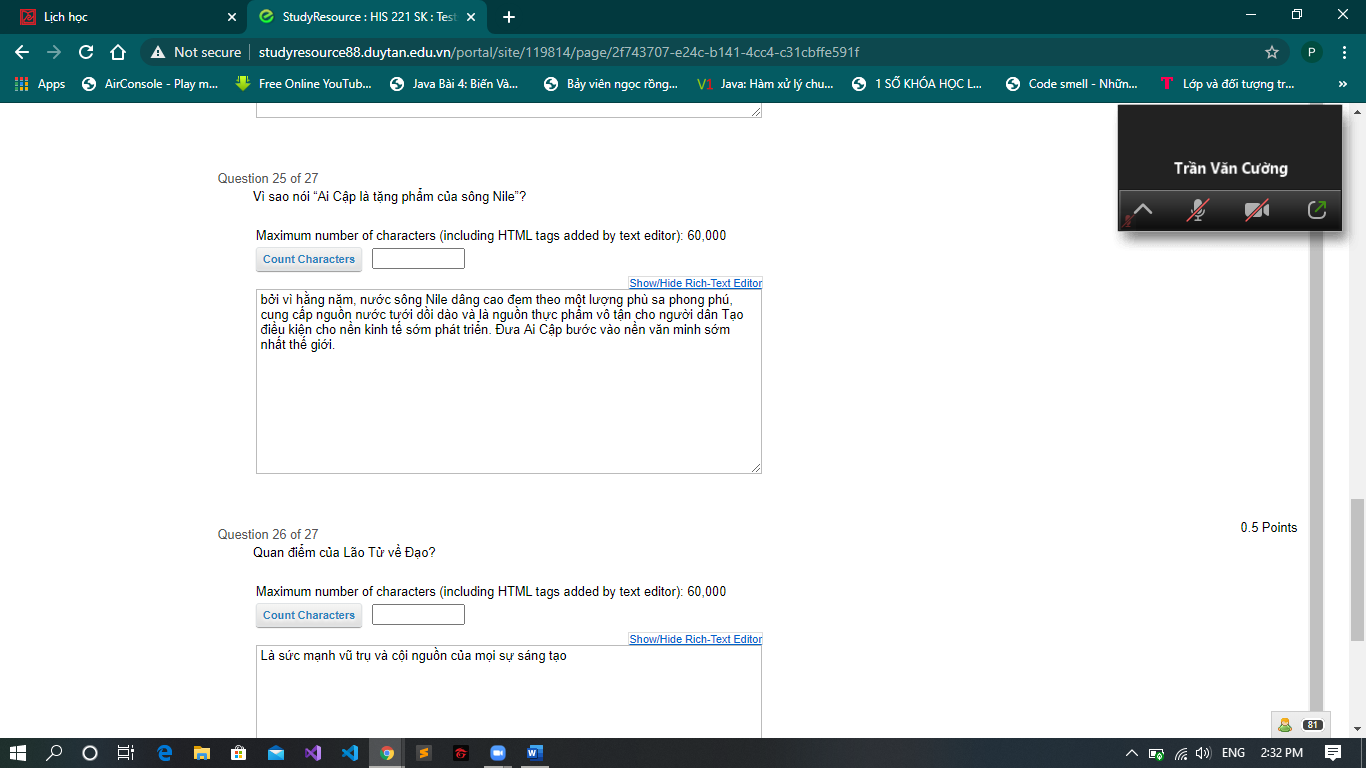 Lịch học
StudyResource : HIS 221 SK : Test
Not secure
studyresource88.duytan.edu.vn/portal/site/119814/page/2f743707-e24c-b141-4cc4-c31cbffe591f
P
Apps
AirConsole - Play m...
Free Online YouTub...
Java Bài 4: Biến Và...
Bảy viên ngọc rồng...
V1 Java: Hàm xử lý chu...
1 SỐ KHÓA HỌC L...
Code smell - Nhữn...
T Lớp và đối tượng tr...
»
Trần Văn Cường
Question 25 of 27
Vì sao nói “Ai Cập là tặng phẩm của sông Nile”?
Maximum number of characters (including HTML tags added by text editor): 60,000
Count Characters
Show/Hide Rich-Text Editor
bởi vì hằng năm, nước sông Nile dâng cao đem theo một lượng phù sa phong phú,
cung cấp nguồn nước tưới dồi dào và là nguồn thực phẩm vô tận cho người dân Tạo
điều kiện cho nền kinh tế sớm phát triển. Đưa Ai Cập bước vào nền văn minh sớm
nhất thế giới.
0.5 Points
Question 26 of 27
Quan điểm của Lão Tử về Đạo?
Maximum number of characters (including HTML tags added by text editor): 60,000
Count Characters
Show/Hide Rich-Text Editor
Là sức mạnh vũ trụ và cội nguồn của mọi sự sáng tạo
81
ENG
2:32 PM